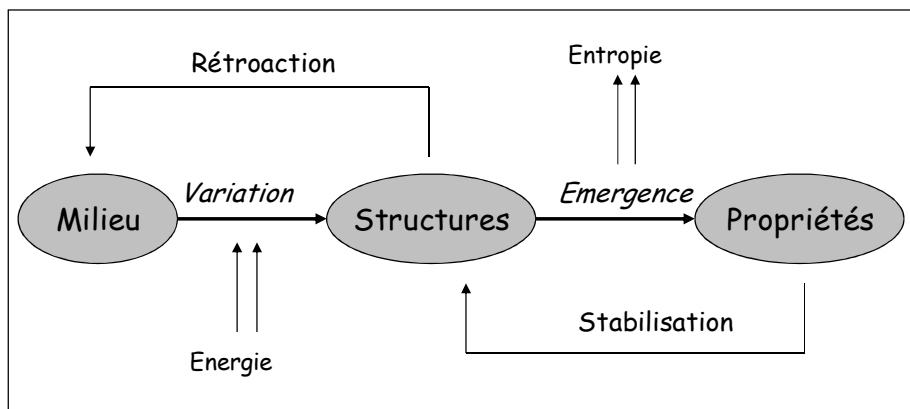 Rétroaction
Entropie
Variation
Emergence
Milieu
Structures
Propriétés
Stabilisation
Energie